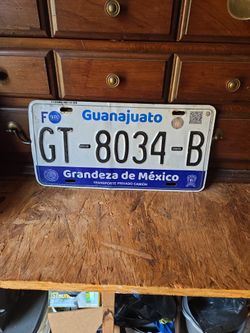 F
Guanajuato
GT-8034-B
Grandeza de México
TRANSPORTE PRIVADO CAMIÓN